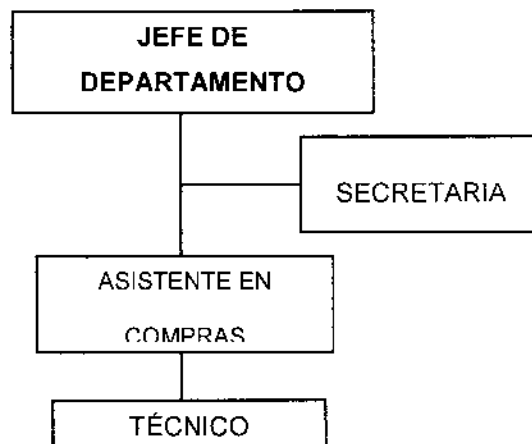 JEFE DE
DEPARTAMENTO
SECRETARIA
ASISTENTE EN
COMPRAS
TÉCNICO